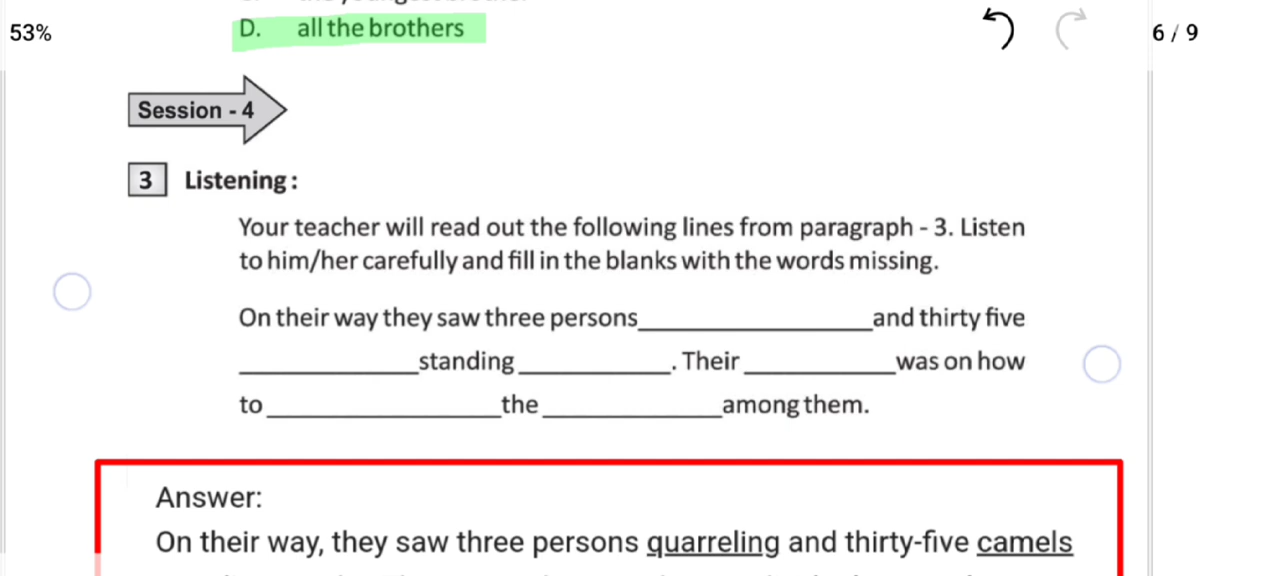 D. all the brothers
53%
6 / 9
Session - 4
3 Listening :
Your teacher will read out the following lines from paragraph - 3. Listen
to him/her carefully and fill in the blanks with the words missing.
On their way they saw three persons________________and thirty five
____________standing__________. Their__________was on how
to________________the____________among them.
Answer:
On their way, they saw three persons quarreling and thirty-five camels